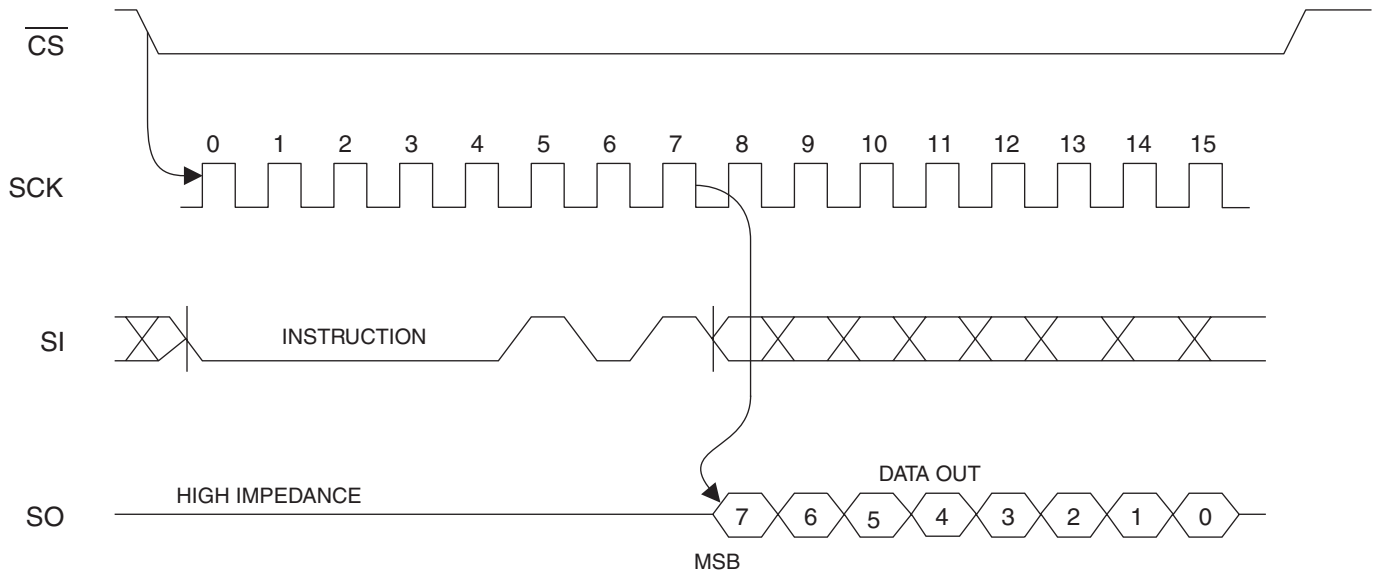 CS
0 1 2 3 4 5 6 7 8 9 10 11 12 13 14 15
SCK
SI
INSTRUCTION
DATA OUT
HIGH IMPEDANCE
SO
7 6 5 4 3 2 1 0
MSB